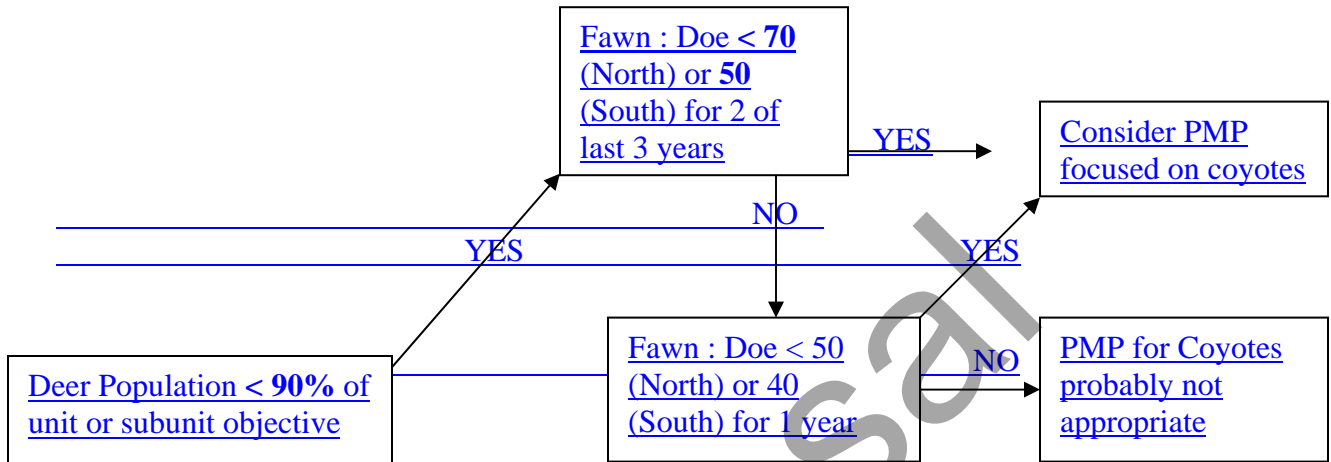 Fawn : Doe < 70
(North) or 50
(South) for 2 of
last 3 years
YES
Consider PMP
focused on coyotes
NO
YES
YES
Deer Population < 90% of
unit or subunit objective
Fawn : Doe < 50
(North) or 40
(South) for 1 year
NO
PMP for Coyotes
probably not
appropriate
sal